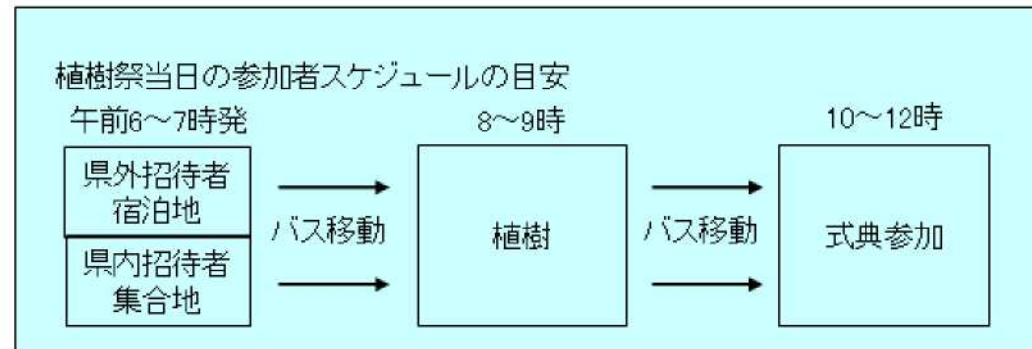 植樹祭当日の参加者スケジュールの目安
午前6～7時発
8～9時
10～12時
県外招待者
宿泊地
県内招待者
集合地
バス移動
植樹
バス移動
式典参加